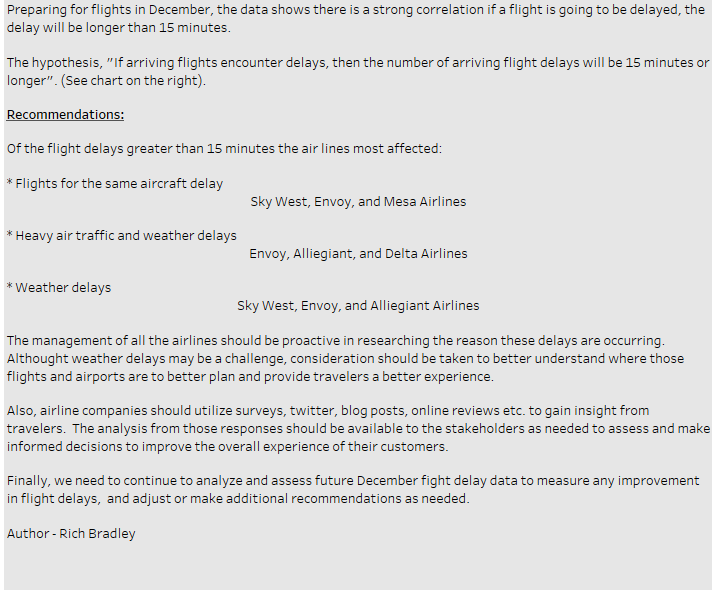 Preparing for flights in December, the data shows there is a strong correlation if a flight is going to be delayed, the
delay will be longer than 15 minutes.
The hypothesis, "If arriving flights encounter delays, then the number of arriving flight delays will be 15 minutes or
longer". (See chart on the right).
Recommendations:
Of the flight delays greater than 15 minutes the air lines most affected:
* Flights for the same aircraft delay
Sky West, Envoy, and Mesa Airlines
* Heavy air traffic and weather delays
Envoy, Alliegiant, and Delta Airlines
* Weather delays
Sky West, Envoy, and Alliegiant Airlines
The management of all the airlines should be proactive in researching the reason these delays are occurring.
Althought weather delays may be a challenge, consideration should be taken to better understand where those
flights and airports are to better plan and provide travelers a better experience.
Also, airline companies should utilize surveys, twitter, blog posts, online reviews etc. to gain insight from
travelers.  The analysis from those responses should be available to the stakeholders as needed to assess and make
informed decisions to improve the overall experience of their customers.
Finally, we need to continue to analyze and assess future December fight delay data to measure any improvement
in flight delays,  and adjust or make additional recommendations as needed.
Author - Rich Bradley